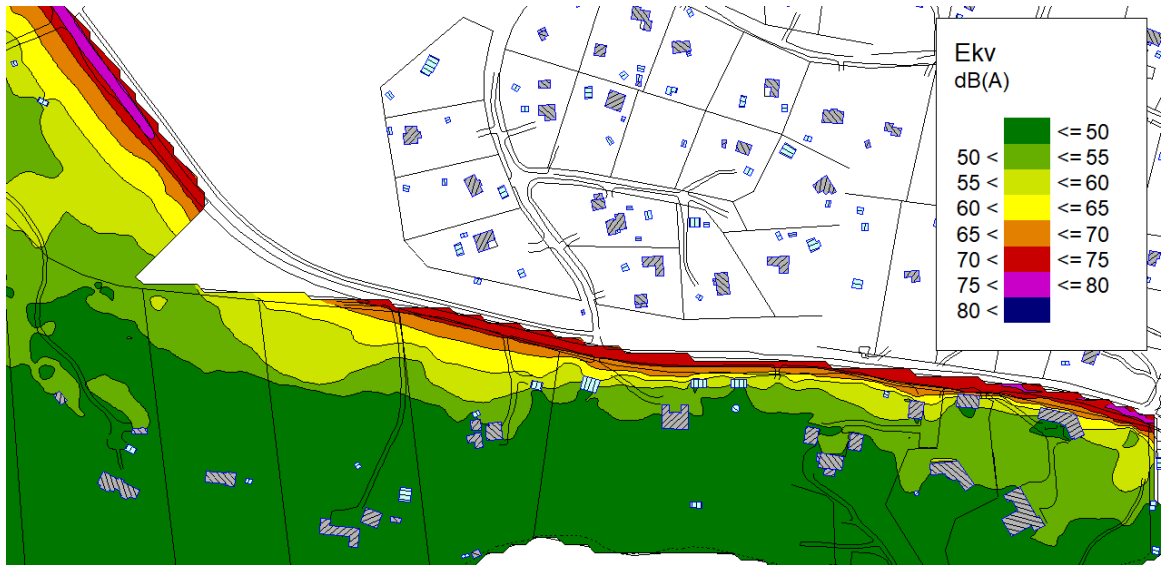 Ekv
dB(A)
<= 50
50 < <= 55
55 < <= 60
60 < <= 65
65 < <= 70
70 < <= 75
75 < <= 80
80 <